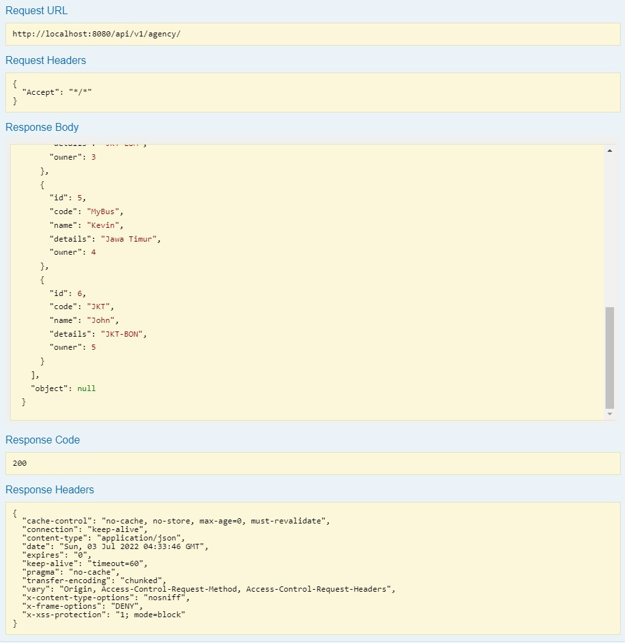 Request URL
http://localhost:8080/api/v1/agency/
Request Headers
{
  "Accept": "*/*"
}
Response Body
"owner": 3
    },
    {
      "id": 5,
      "code": "MyBus",
      "name": "Kevin",
      "details": "Jawa Timur",
      "owner": 4
    },
    {
      "id": 6,
      "code": "JKT",
      "name": "John",
      "details": "JKT-BON",
      "owner": 5
    }
  ],
  "object": null
}
Response Code
200
Response Headers
{
  "cache-control": "no-cache, no-store, max-age=0, must-revalidate",
  "connection": "keep-alive",
  "content-type": "application/json",
  "date": "Sun, 03 Jul 2022 04:33:46 GMT",
  "expires": "0",
  "keep-alive": "timeout=60",
  "pragma": "no-cache",
  "transfer-encoding": "chunked",
  "vary": "Origin, Access-Control-Request-Method, Access-Control-Request-Headers",
  "x-content-type-options": "nosniff",
  "x-frame-options": "DENY",
  "x-xss-protection": "1; mode=block"
}